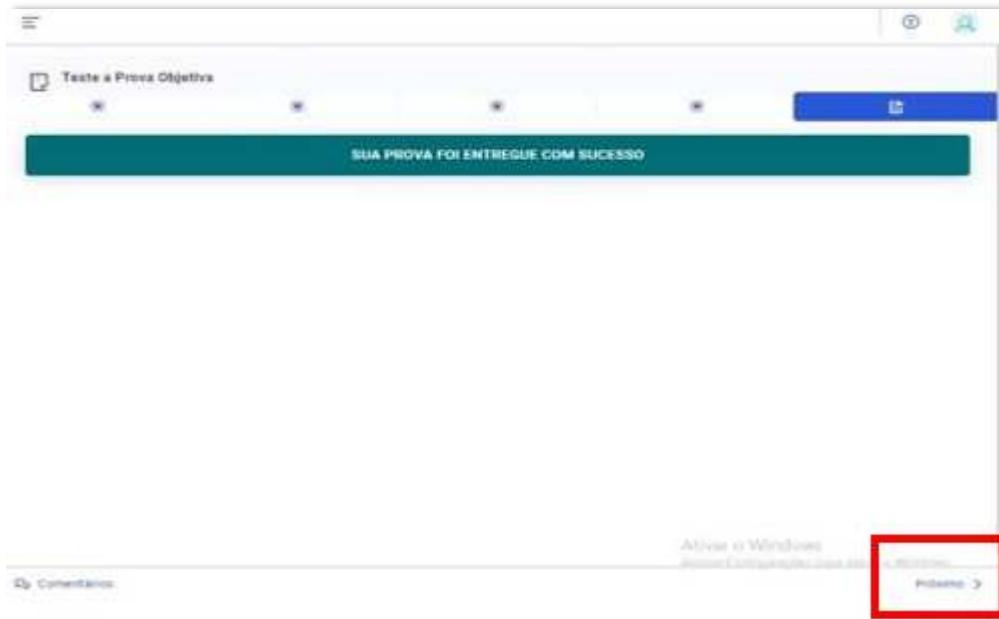 Teste a Prova Objetiva
SUA PROVA FOI ENTREGUE COM SUCESSO
Ativar o Windows
Comentários
Próximo